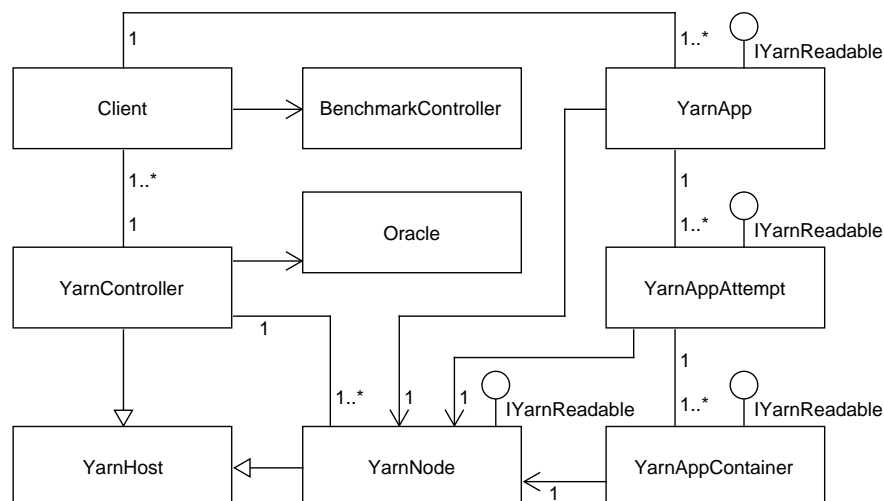 1
1..*
IYarnReadable
Client
BenchmarkController
YarnApp
1..*
1
1
1..*
IYarnReadable
Oracle
YarnController
YarnAppAttempt
1
1
1..*
1
1
1..*
IYarnReadable
IYarnReadable
YarnHost
YarnNode
YarnAppContainer
1